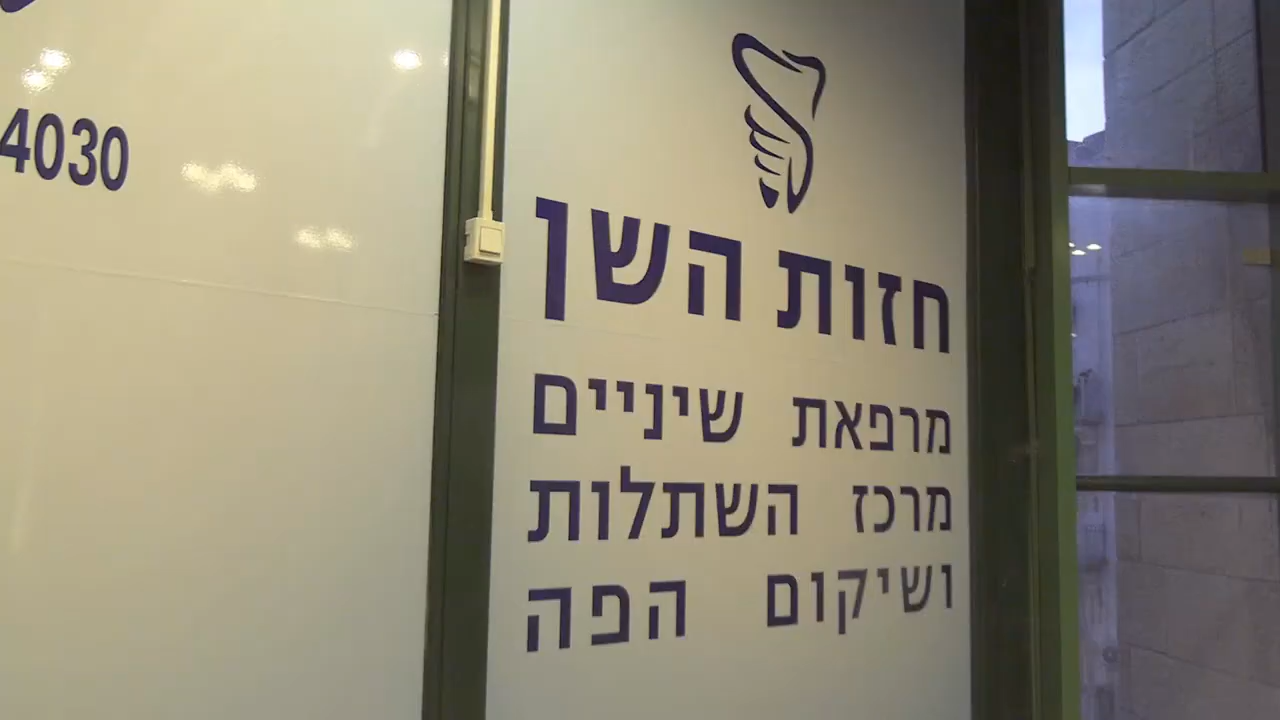 חזות השן
מרפאת שיניים
מרכז השתלות
ושיקום הפה
4030